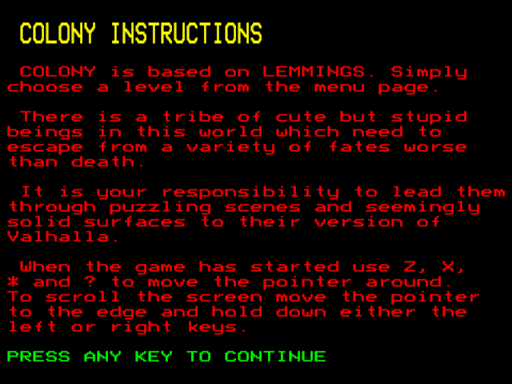 COLONY INSTRUCTIONS
COLONY is based on LEMMINGS. Simply
choose a level from the menu page.
There is a tribe of cute but stupid
beings in this world which need to
escape from a variety of fates worse
than death.
It is your responsibility to lead them
through puzzling scenes and seemingly
solid surfaces to their version of
Valhalla.
When the game has started use Z, X,
* and ? to move the pointer around.
To scroll the screen move the pointer
to the edge and hold down either the
left or right keys.
PRESS ANY KEY TO CONTINUE